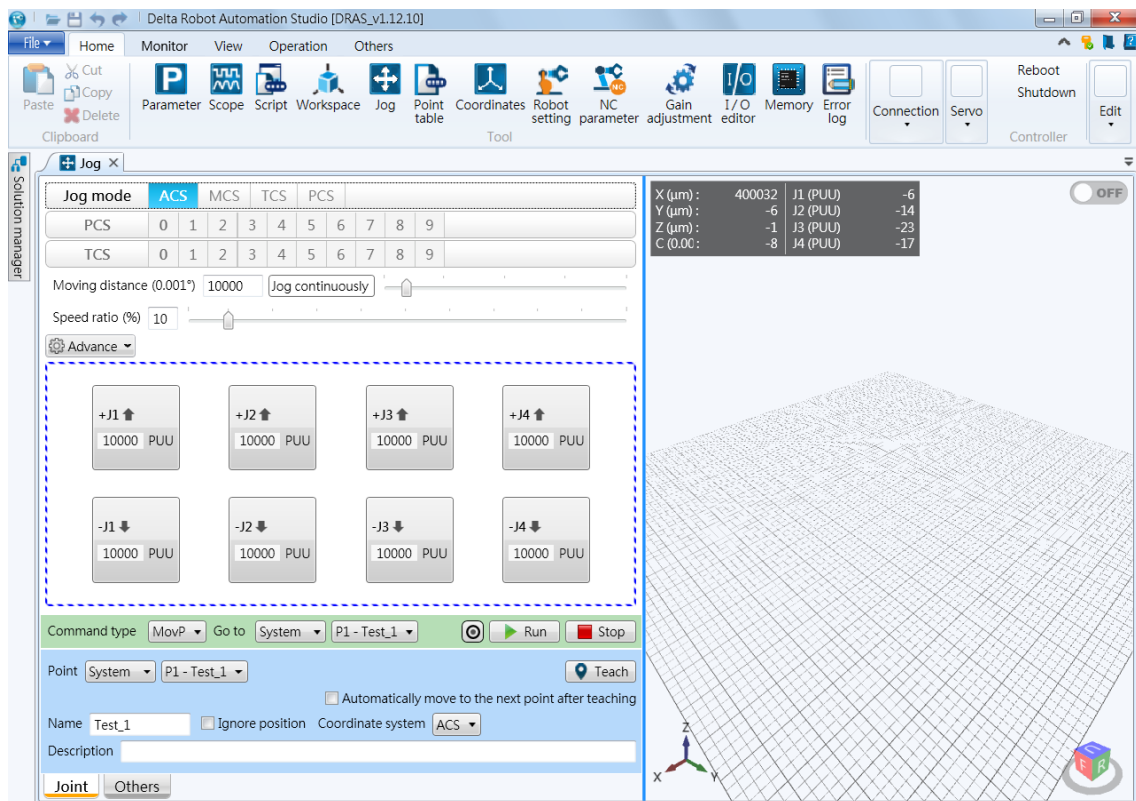 Delta Robot Automation Studio [DRAS_v1.12.10]
File Home Monitor View Operation Others
Cut
Copy
Delete
Paste
Clipboard
Parameter Scope Script Workspace Jog Point table Coordinates Robot setting NC parameter Gain adjustment I/O editor Memory Error log
Tool
Connection Servo
Reboot
Shutdown
Controller
Edit
Solution manager
Jog
Jog mode ACS MCS TCS PCS
PCS 0 1 2 3 4 5 6 7 8 9
TCS 0 1 2 3 4 5 6 7 8 9
Moving distance (0.001°) 10000 Jog continuously
Speed ratio (%) 10
Advance
+J1 +J2 +J3 +J4
10000 PUU 10000 PUU 10000 PUU 10000 PUU
-J1 -J2 -J3 -J4
10000 PUU 10000 PUU 10000 PUU 10000 PUU
Command type MovP Go to System P1 - Test_1 Run Stop
Point System P1 - Test_1 Teach
Automatically move to the next point after teaching
Name Test_1 Ignore position Coordinate system ACS
Description
Joint Others
X (µm) : 400032 J1 (PUU) -6
Y (µm) : -6 J2 (PUU) -14
Z (µm) : -1 J3 (PUU) -23
C (0.00 : -8 J4 (PUU) -17
OFF
Z
X Y
U
F R